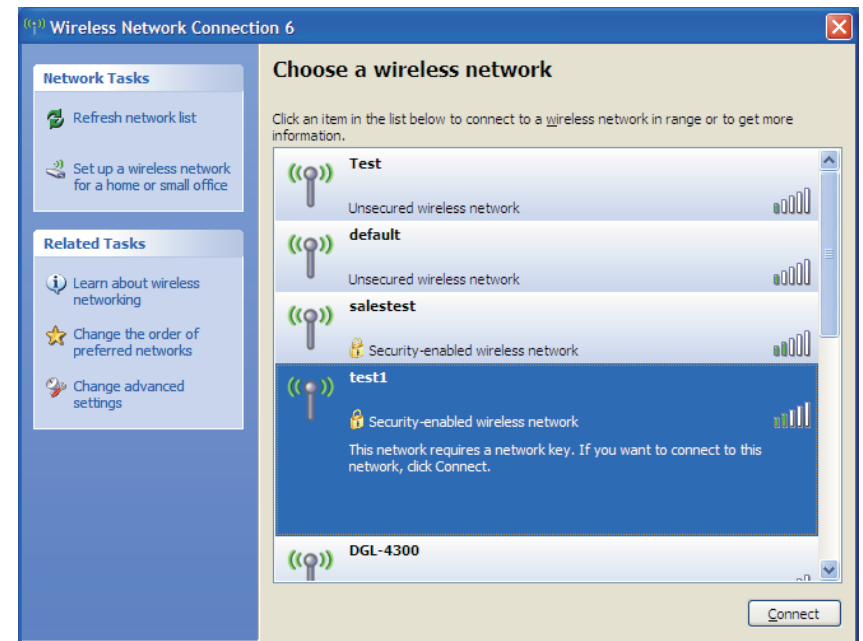 Wireless Network Connection 6
Network Tasks
Refresh network list
Set up a wireless network
for a home or small office
Related Tasks
Learn about wireless
networking
Change the order of
preferred networks
Change advanced
settings
Choose a wireless network
Click an item in the list below to connect to a wireless network in range or to get more
information.
Test
Unsecured wireless network
default
Unsecured wireless network
salestest
Security-enabled wireless network
test1
Security-enabled wireless network
This network requires a network key. If you want to connect to this
network, click Connect.
DGL-4300
Connect